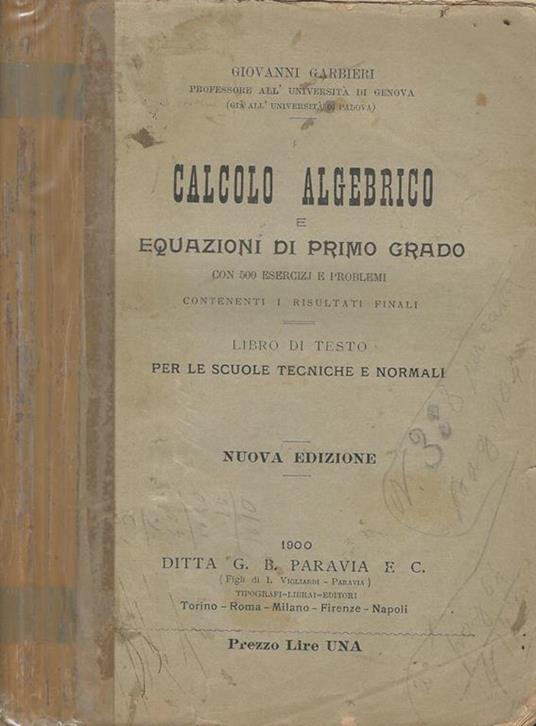 GIOVANNI GARBIERI
PROFESSORE ALL' UNIVERSITÀ DI GENOVA
(GIÀ ALL' UNIVERSITÀ DI PADOVA)
CALCOLO ALGEBRICO
E
EQUAZIONI DI PRIMO GRADO
CON 500 ESERCIZJ E PROBLEMI
CONTENENTI I RISULTATI FINALI
LIBRO DI TESTO
PER LE SCUOLE TECNICHE E NORMALI
NUOVA EDIZIONE
1900
DITTA G. B. PARAVIA E C.
(Figli di I. VIGLIARDI - PARAVIA)
TIPOGRAFI-LIBRAI-EDITORI
Torino - Roma - Milano - Firenze - Napoli
Prezzo Lire UNA